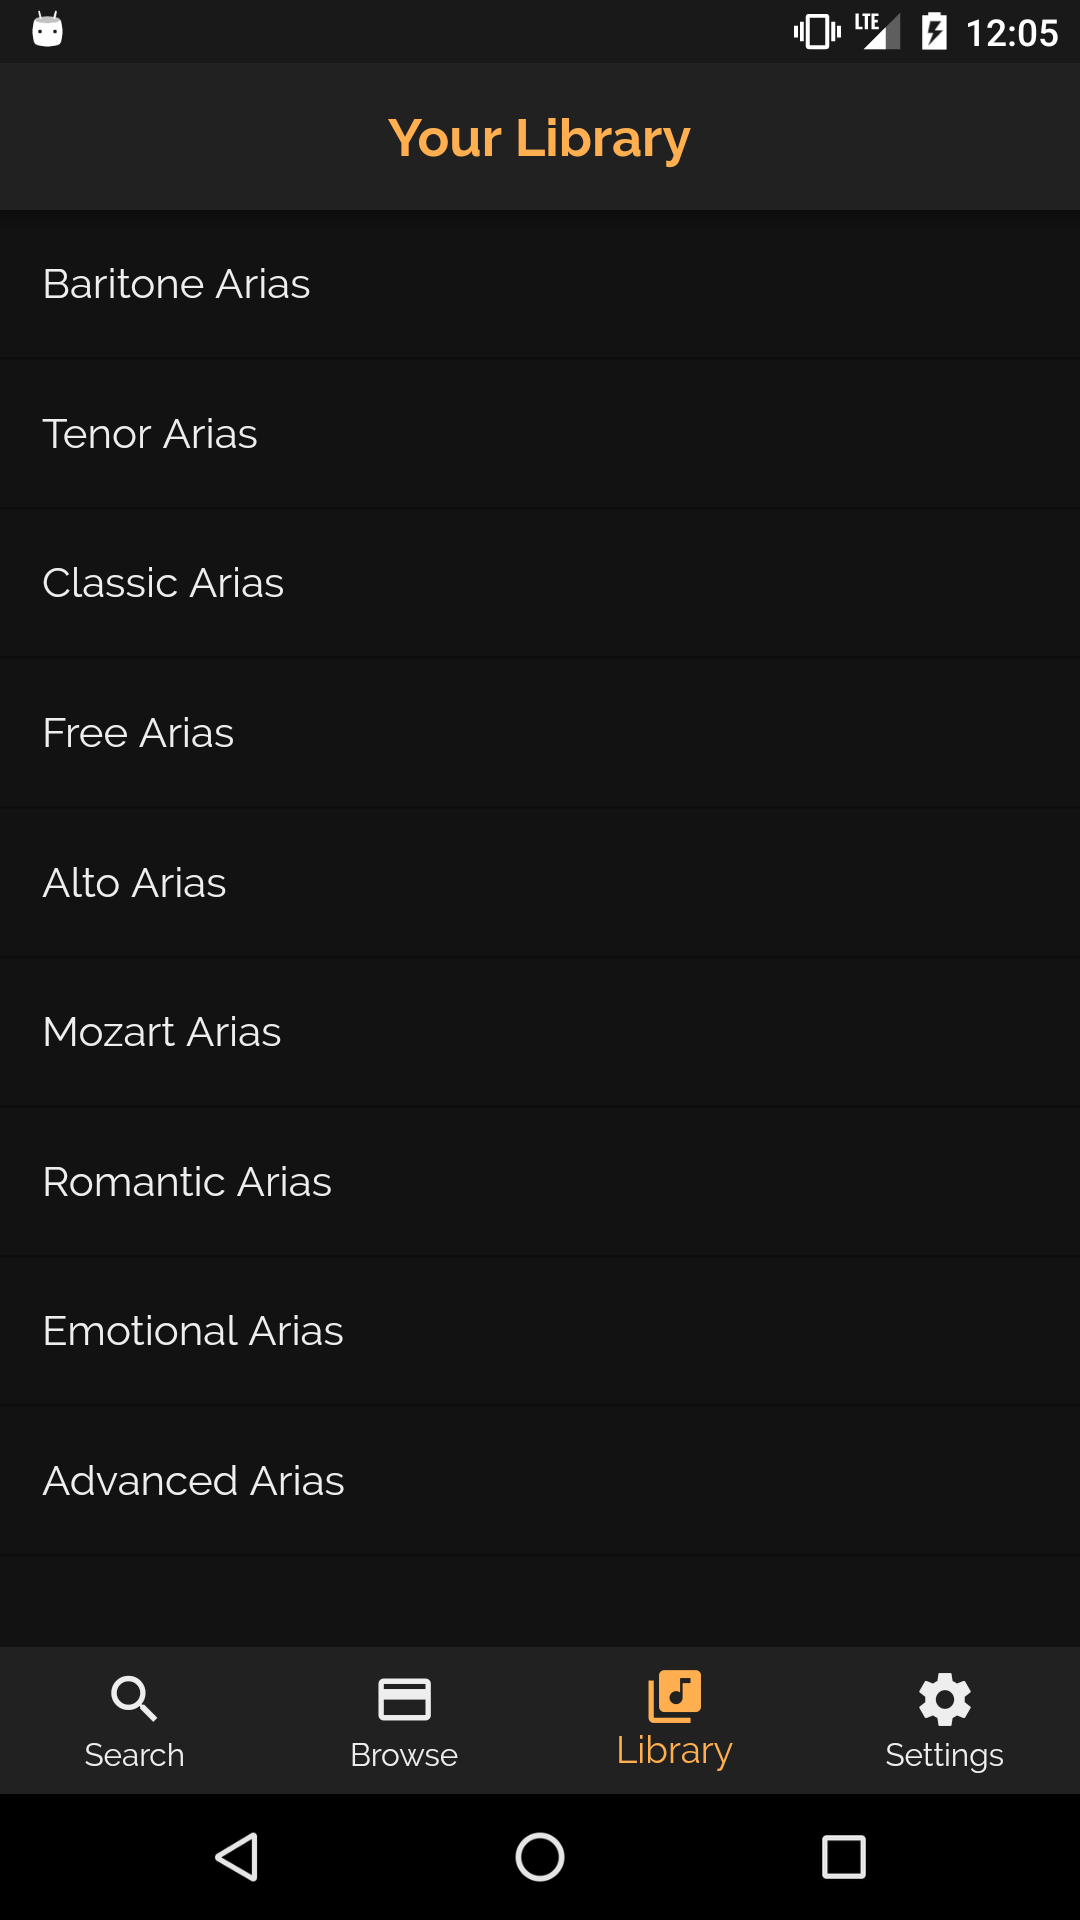 LTE 12:05
Your Library
Baritone Arias
Tenor Arias
Classic Arias
Free Arias
Alto Arias
Mozart Arias
Romantic Arias
Emotional Arias
Advanced Arias
Search Browse Library Settings